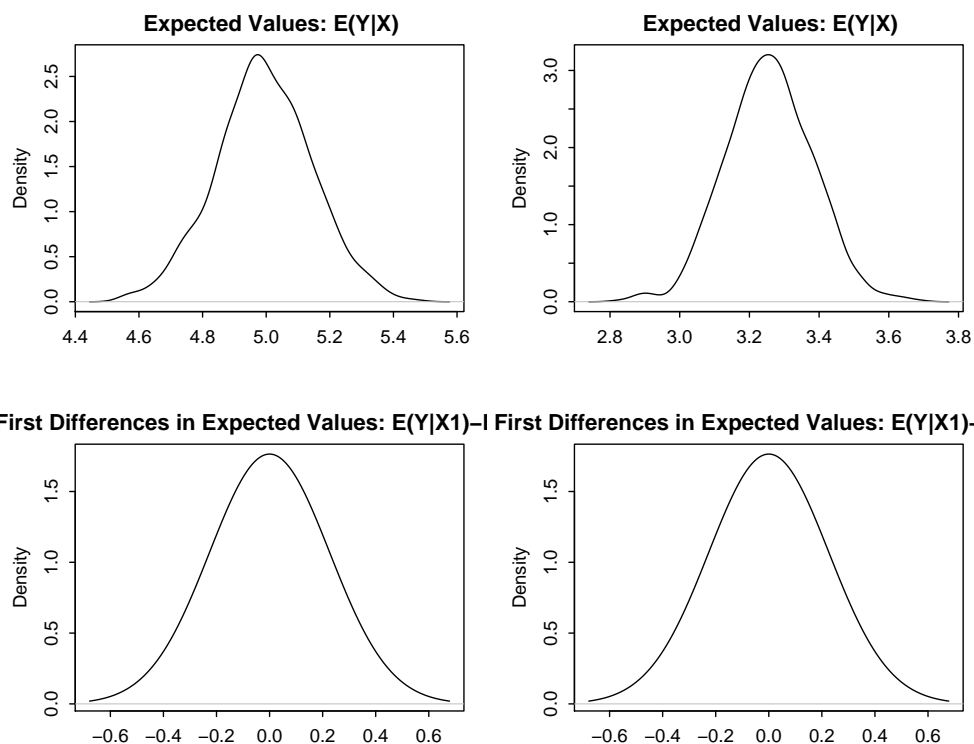 Expected Values: E(Y|X)
Density
0.0 0.5 1.0 1.5 2.0 2.5
4.4 4.6 4.8 5.0 5.2 5.4 5.6
Expected Values: E(Y|X)
Density
0.0 1.0 2.0 3.0
2.8 3.0 3.2 3.4 3.6 3.8
First Differences in Expected Values: E(Y|X1)−
Density
0.0 0.5 1.0 1.5
−0.6 −0.4 −0.2 0.0 0.2 0.4 0.6
First Differences in Expected Values: E(Y|X1)-
Density
0.0 0.5 1.0 1.5
−0.6 −0.4 −0.2 0.0 0.2 0.4 0.6